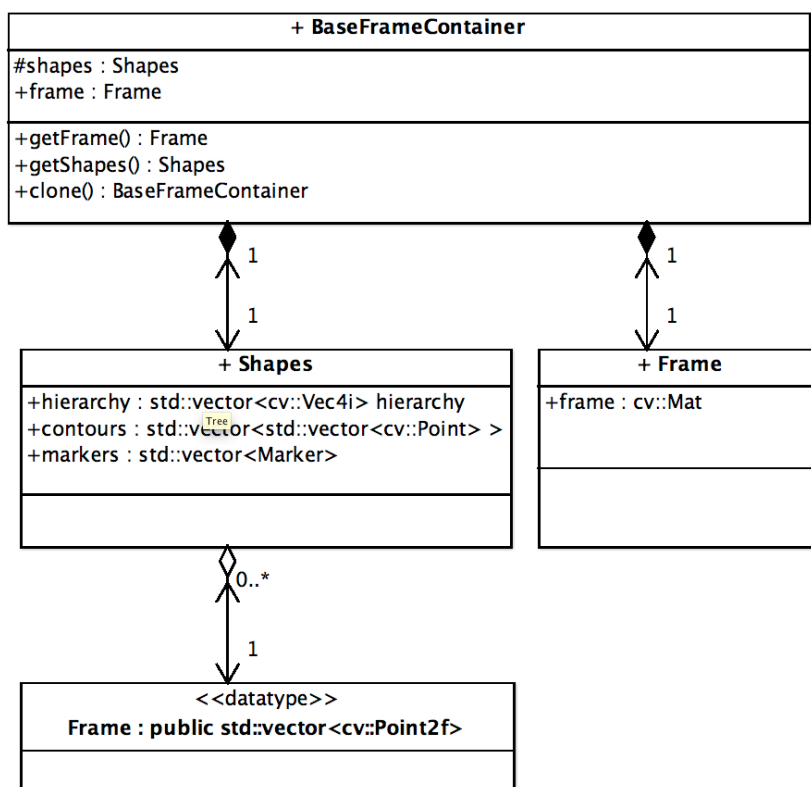 + BaseFrameContainer
#shapes : Shapes
+frame : Frame
+getFrame() : Frame
+getShapes() : Shapes
+clone() : BaseFrameContainer
1
1
1
1
+ Shapes
+hierarchy : std::vector<cv::Vec4i> hierarchy
Tree
+contours : std::vector<std::vector<cv::Point> >
+markers : std::vector<Marker>
+ Frame
+frame : cv::Mat
0..*
1
<<datatype>>
Frame : public std::vector<cv::Point2f>